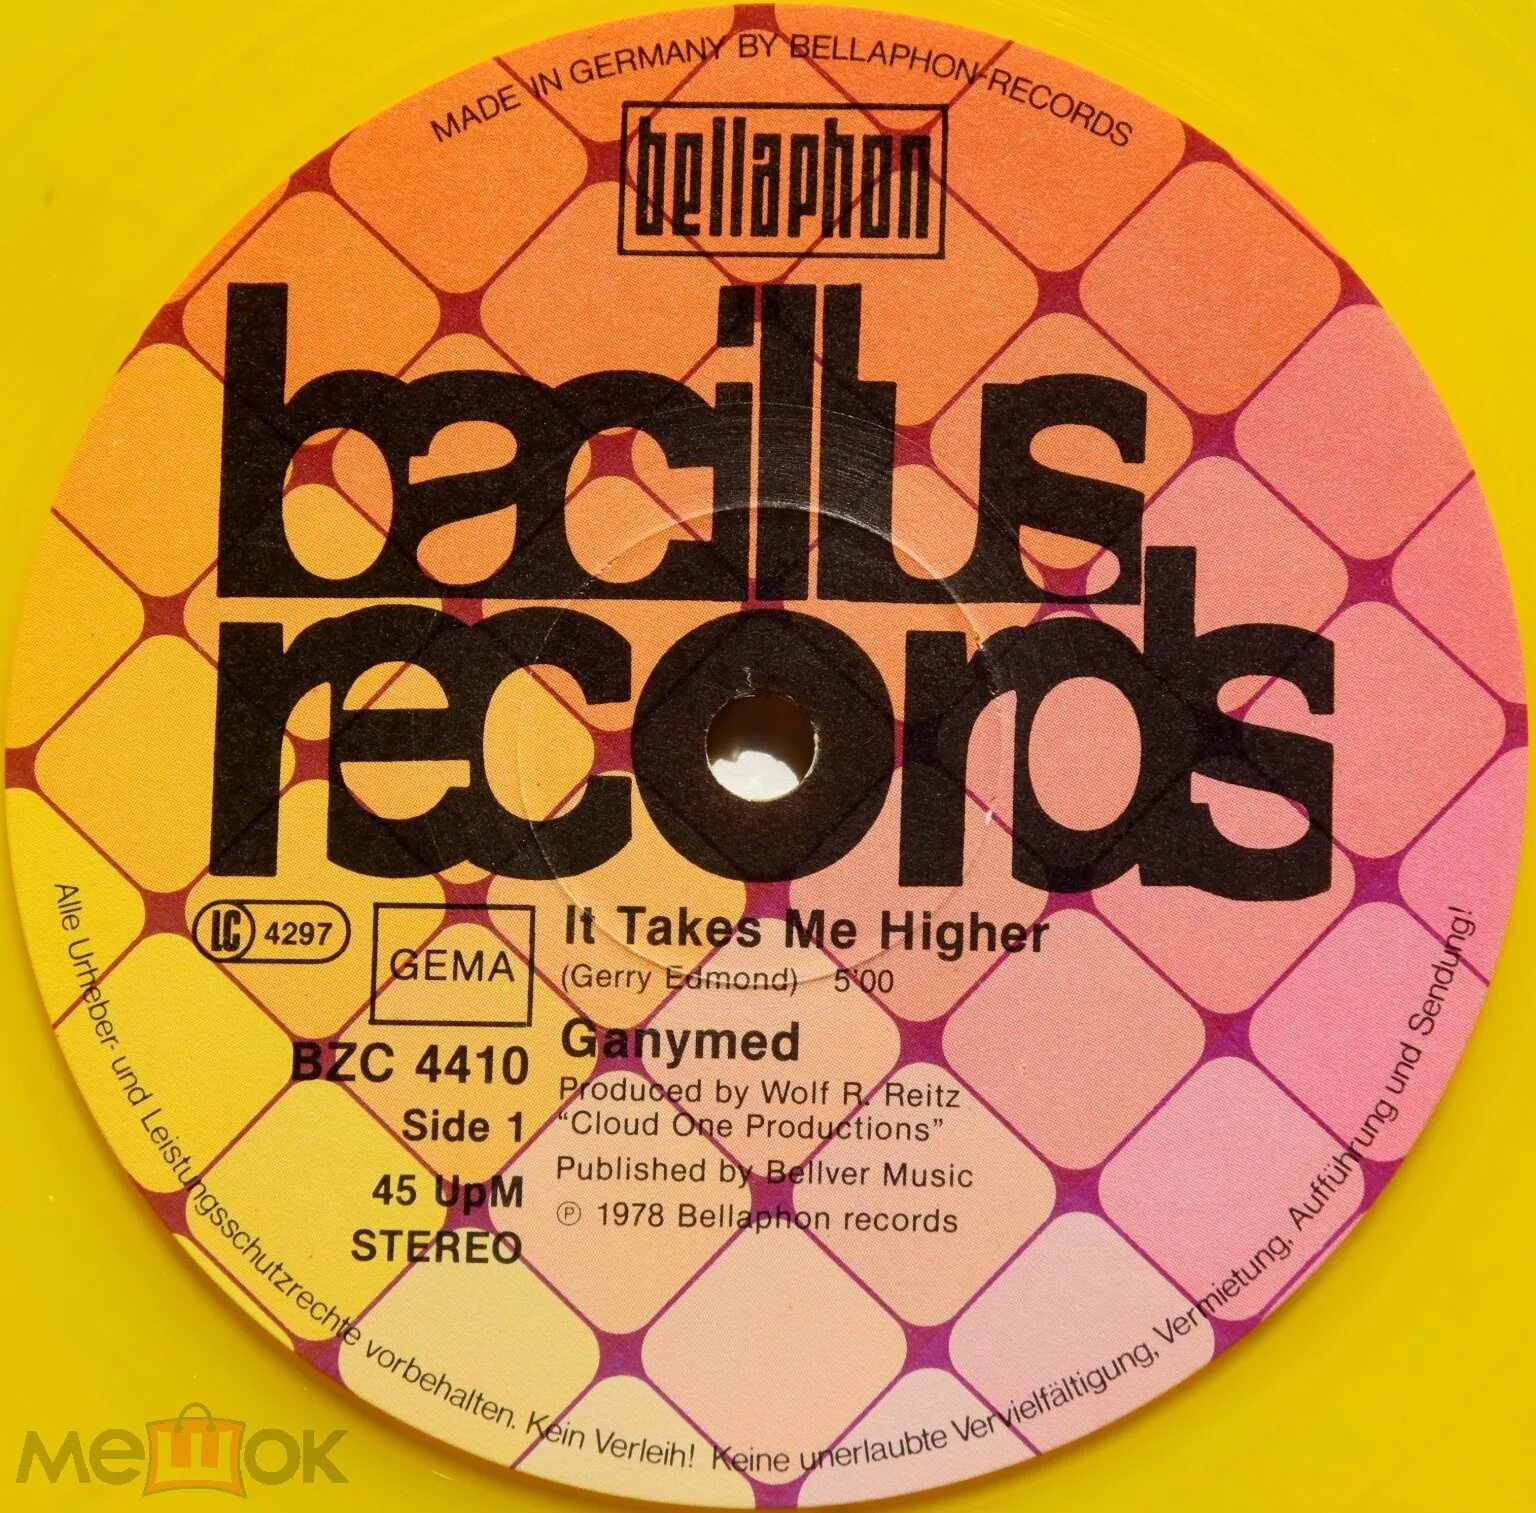 MADE IN GERMANY BY BELLAPHON-RECORDS
bellaphon
bacillus
records
LC 4297
GEMA
BZC 4410
Side 1
45 UpM
STEREO
It Takes Me Higher
(Gerry Edmond) 5'00
Ganymed
Produced by Wolf R. Reitz
"Cloud One Productions"
Published by Bellver Music
℗ 1978 Bellaphon records
Alle Urheber- und Leistungsschutzrechte vorbehalten. Kein Verleih! Keine unerlaubte Vervielfältigung, Vermietung, Aufführung und Sendung!
мешок